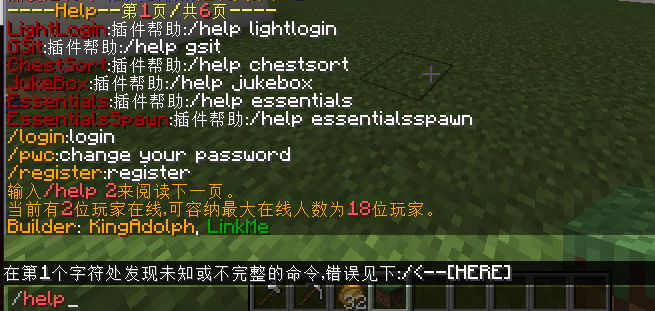 ----Help--第1页/共6页----
LightLogin:插件帮助:/help lightlogin
GSit:插件帮助:/help gsit
ChestSort:插件帮助:/help chestsort
JukeBox:插件帮助:/help jukebox
Essentials:插件帮助:/help essentials
EssentialsSpawn:插件帮助:/help essentialsspawn
/login:login
/pwc:change your password
/register:register
输入/help 2来阅读下一页。
当前有2位玩家在线,可容纳最大在线人数为18位玩家。
Builder: KingAdolph, LinkMe
在第1个字符处发现未知或不完整的命令,错误见下:/<--[HERE]
/help_
32